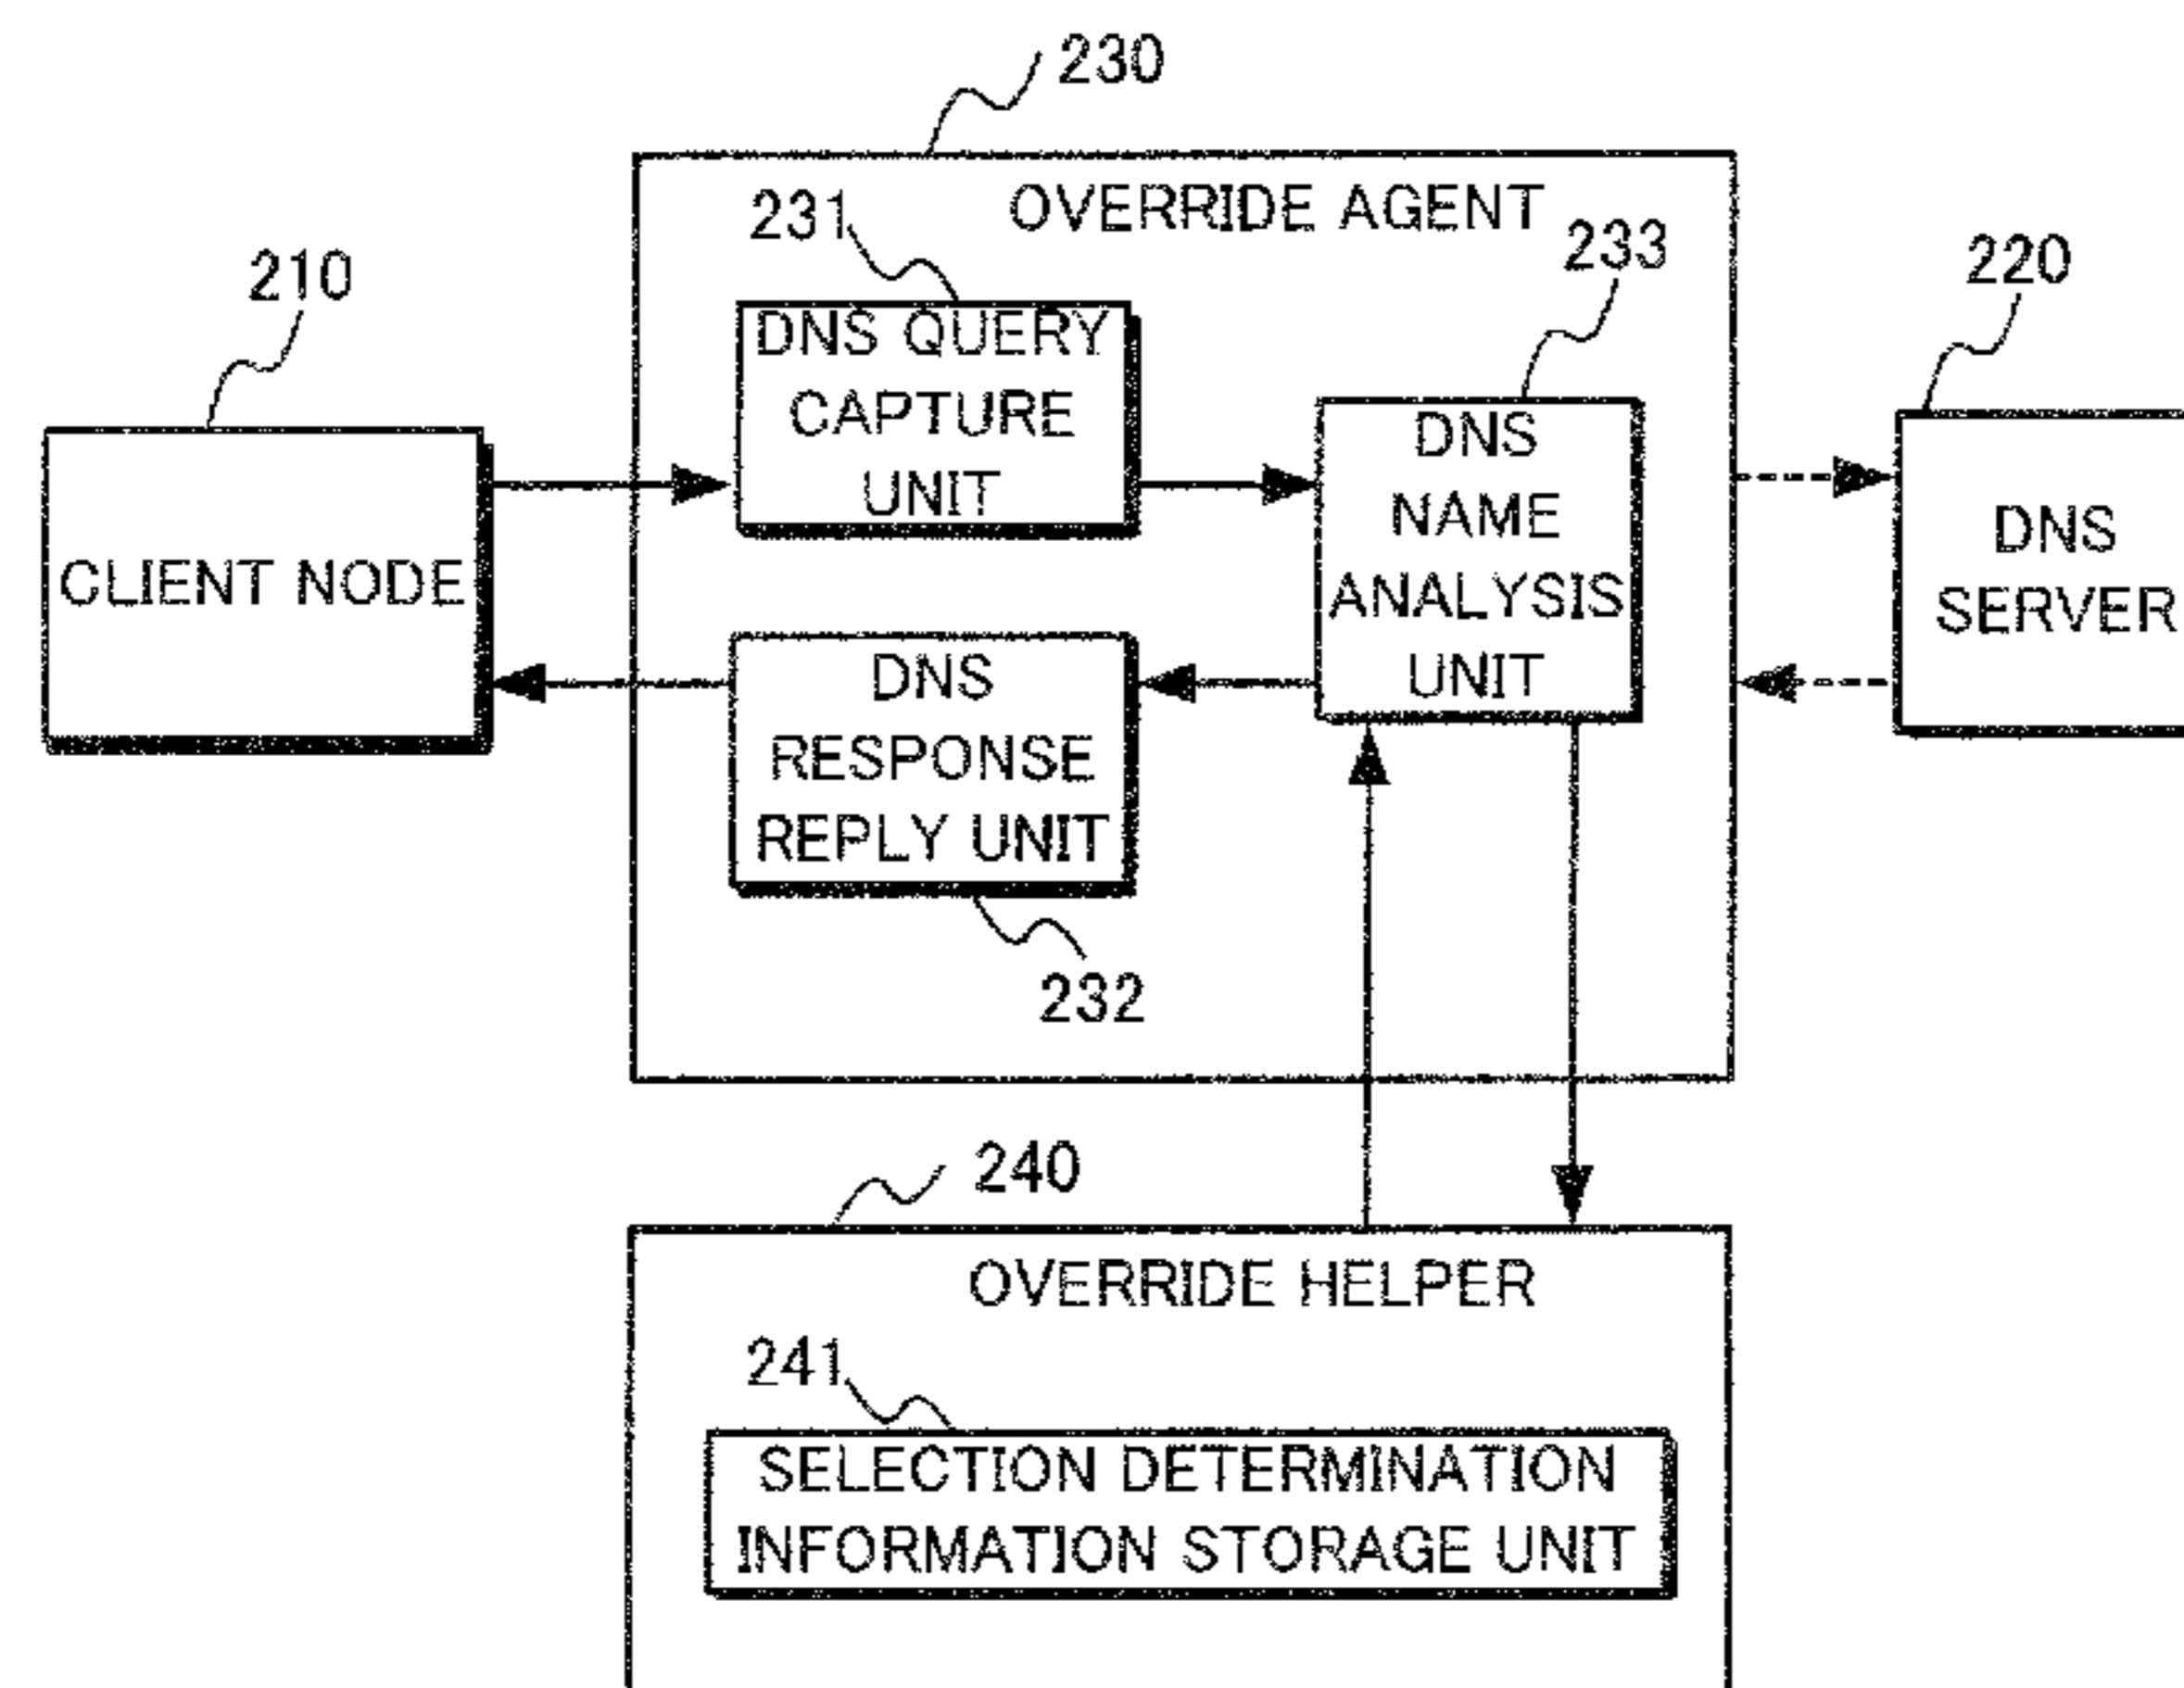 230
OVERRIDE AGENT
231
233
210
220
DNS QUERY
CAPTURE
UNIT
DNS
NAME
ANALYSIS
UNIT
CLIENT NODE
DNS
SERVER
DNS
RESPONSE
REPLY UNIT
232
240
OVERRIDE HELPER
241
SELECTION DETERMINATION
INFORMATION STORAGE UNIT